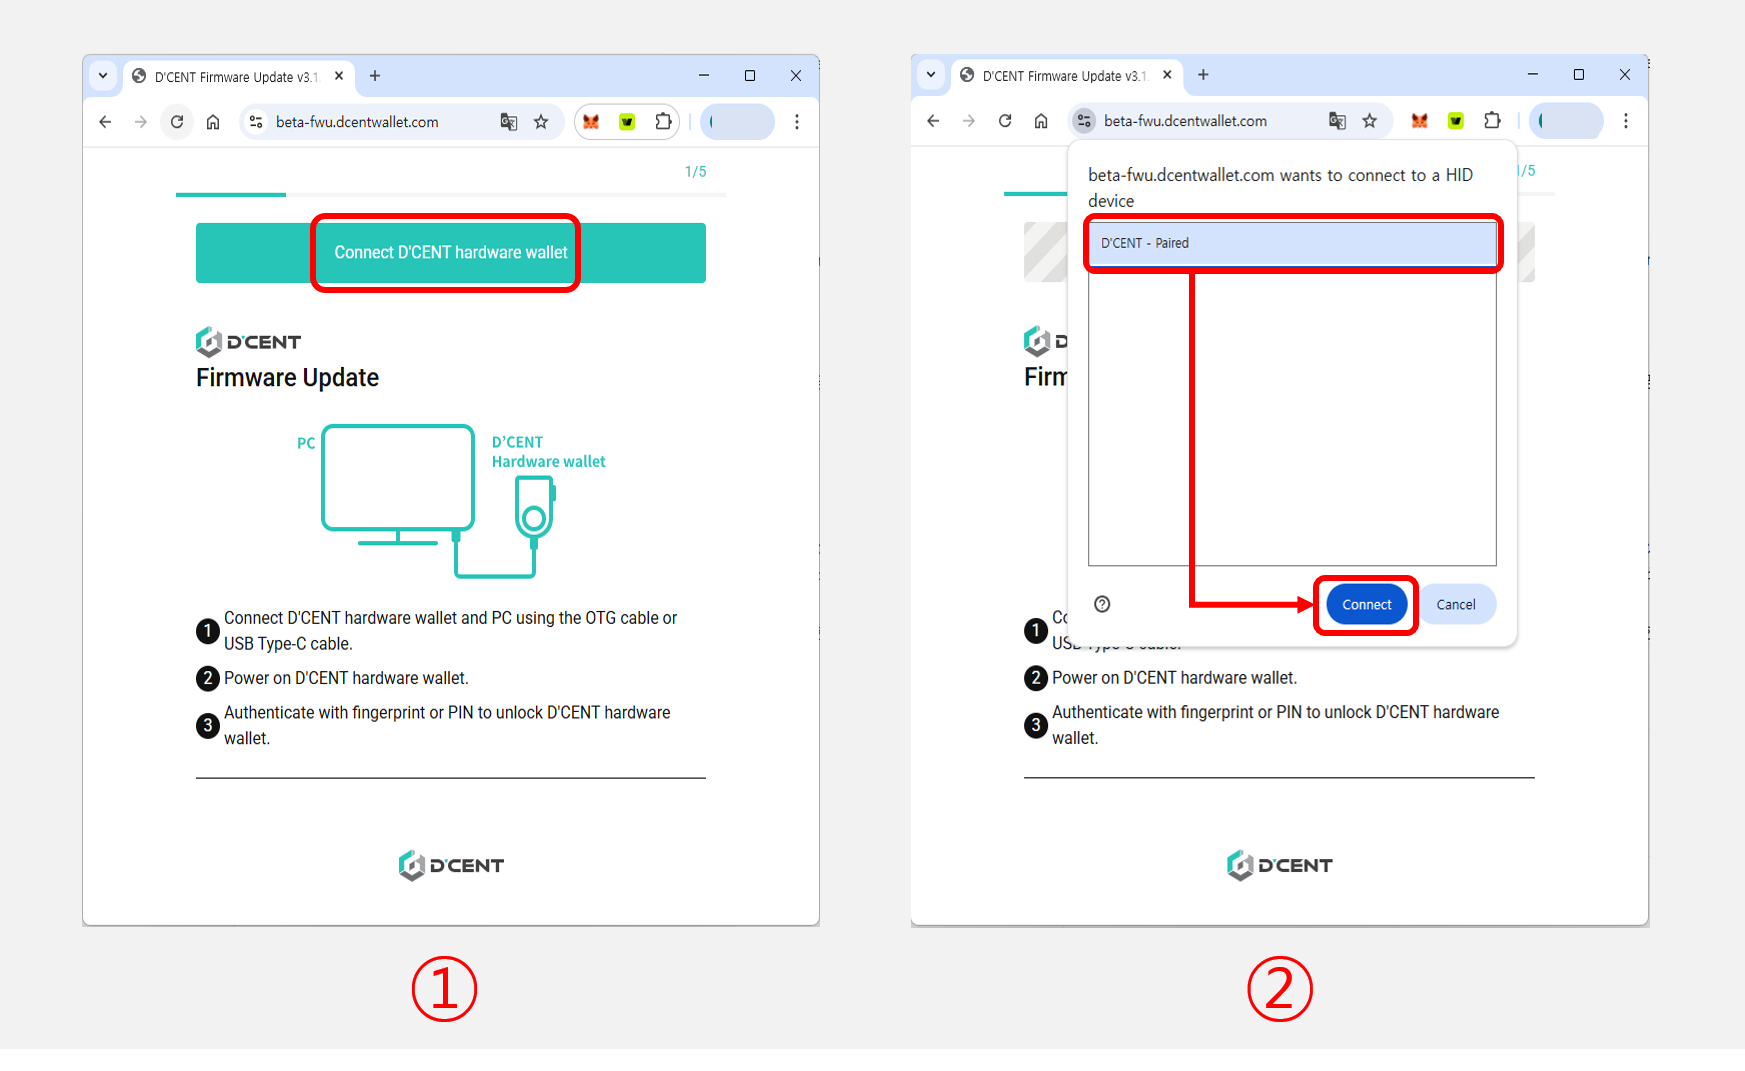 D'CENT Firmware Update v3.1
beta-fwu.dcentwallet.com
1/5
Connect D'CENT hardware wallet
D'CENT
Firmware Update
PC
D'CENT
Hardware wallet
1 Connect D'CENT hardware wallet and PC using the OTG cable or
USB Type-C cable.
2 Power on D'CENT hardware wallet.
3 Authenticate with fingerprint or PIN to unlock D'CENT hardware
wallet.
D'CENT
①
D'CENT Firmware Update v3.1
beta-fwu.dcentwallet.com
1/5
beta-fwu.dcentwallet.com wants to connect to a HID
device
D'CENT - Paired
D
Firm
Connect
Cancel
1 Co
USB Type-C cable.
2 Power on D'CENT hardware wallet.
3 Authenticate with fingerprint or PIN to unlock D'CENT hardware
wallet.
D'CENT
②